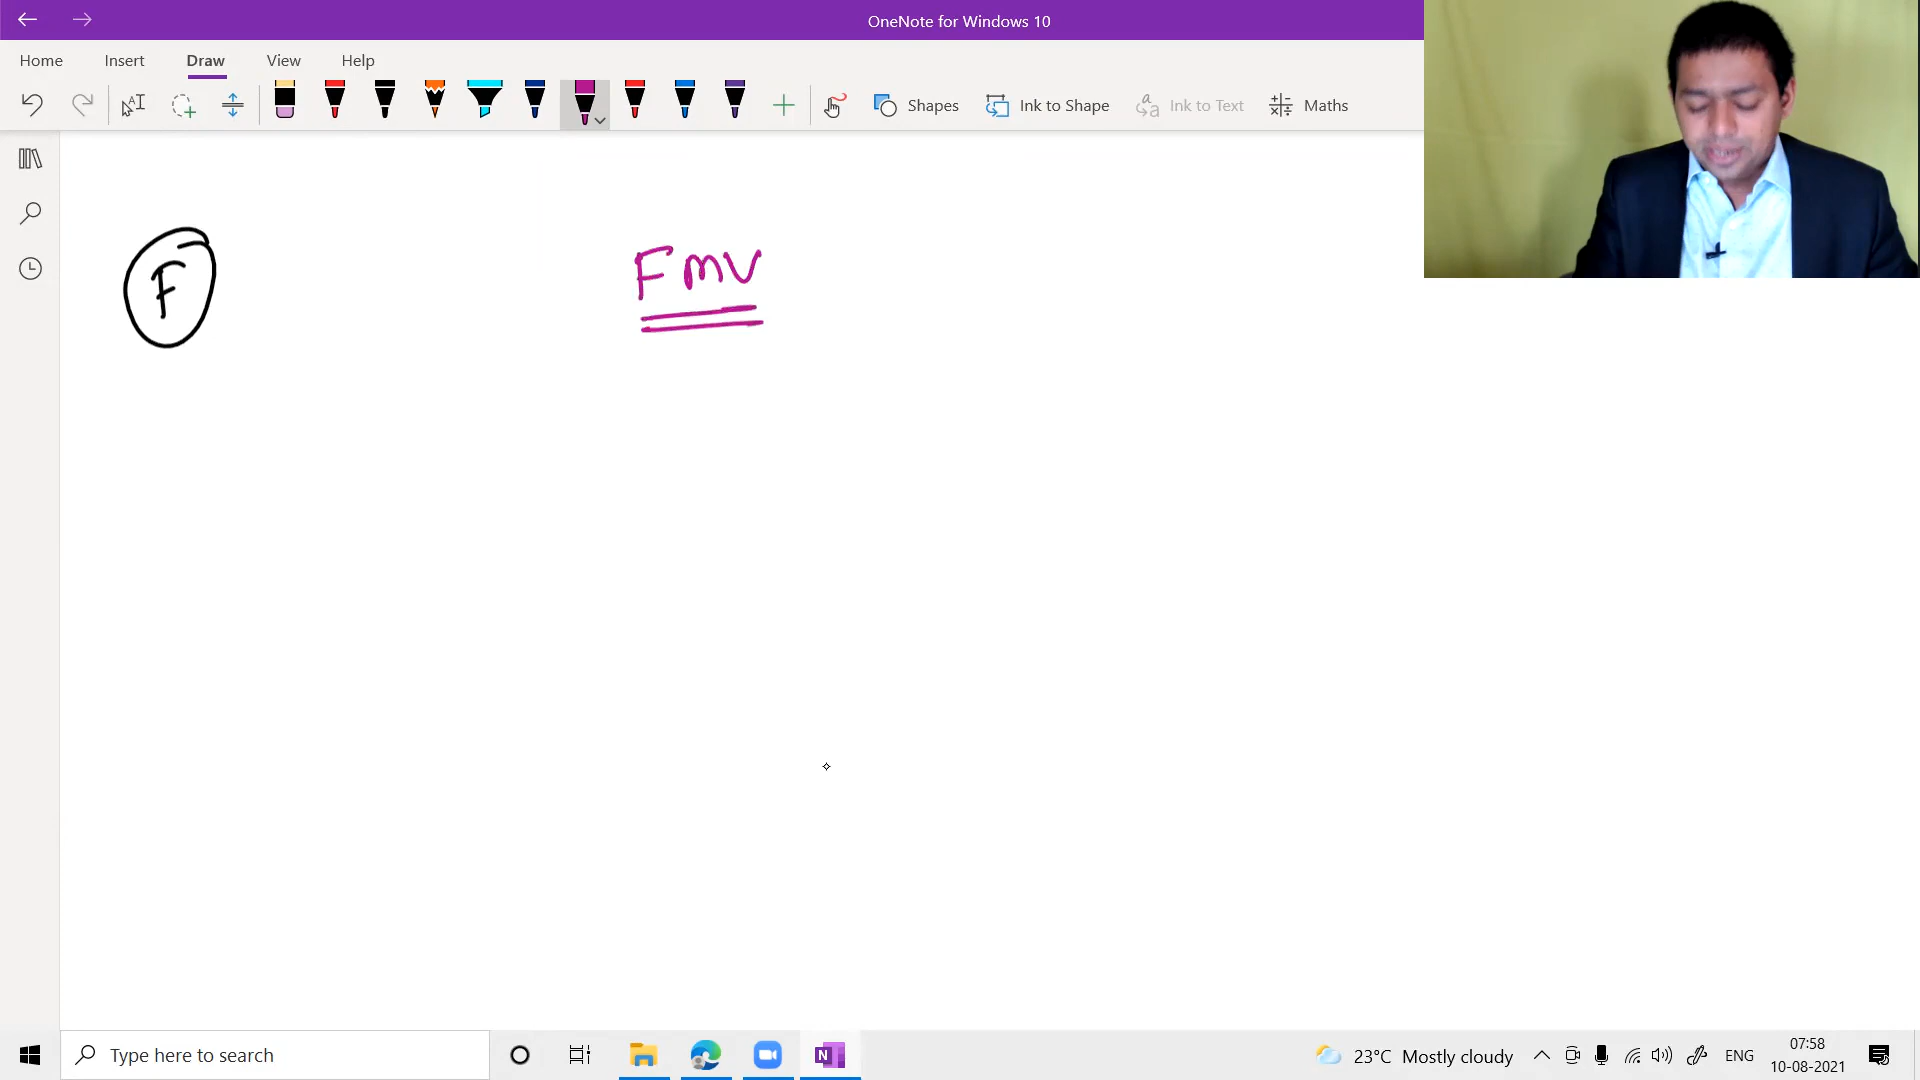 OneNote for Windows 10
Home Insert Draw View Help
Shapes Ink to Shape Ink to Text Maths
F
Fmv
Type here to search
23°C Mostly cloudy
ENG
07:58
10-08-2021